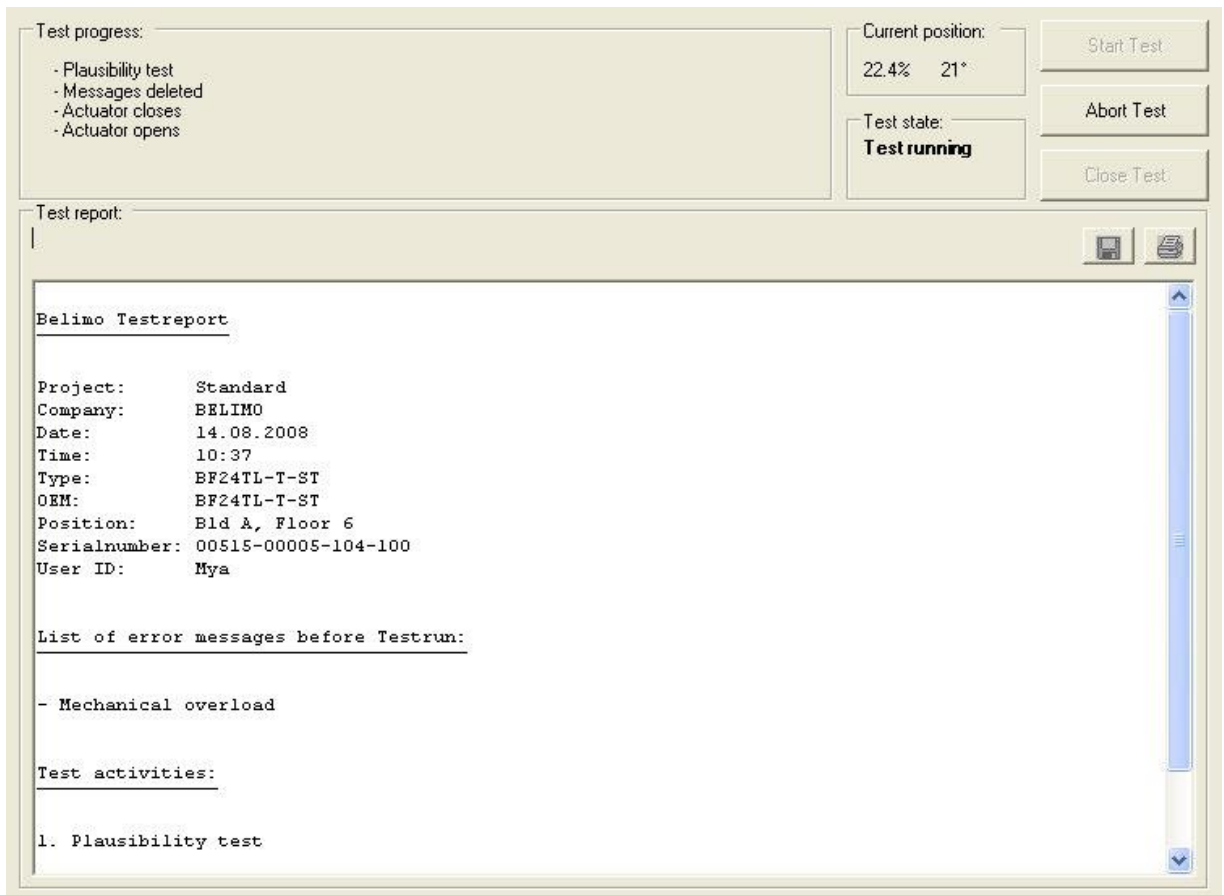 Test progress:
- Plausibility test
- Messages deleted
- Actuator closes
- Actuator opens
Current position:
22.4% 21°
Test state:
Test running
Start Test
Abort Test
Close Test
Test report:
Belimo Testreport
Project: Standard
Company: BELIMO
Date: 14.08.2008
Time: 10:37
Type: BF24TL-T-ST
OEM: BF24TL-T-ST
Position: Bld A, Floor 6
Serialnumber: 00515-00005-104-100
User ID: Mya
List of error messages before Testrun:
- Mechanical overload
Test activities:
1. Plausibility test